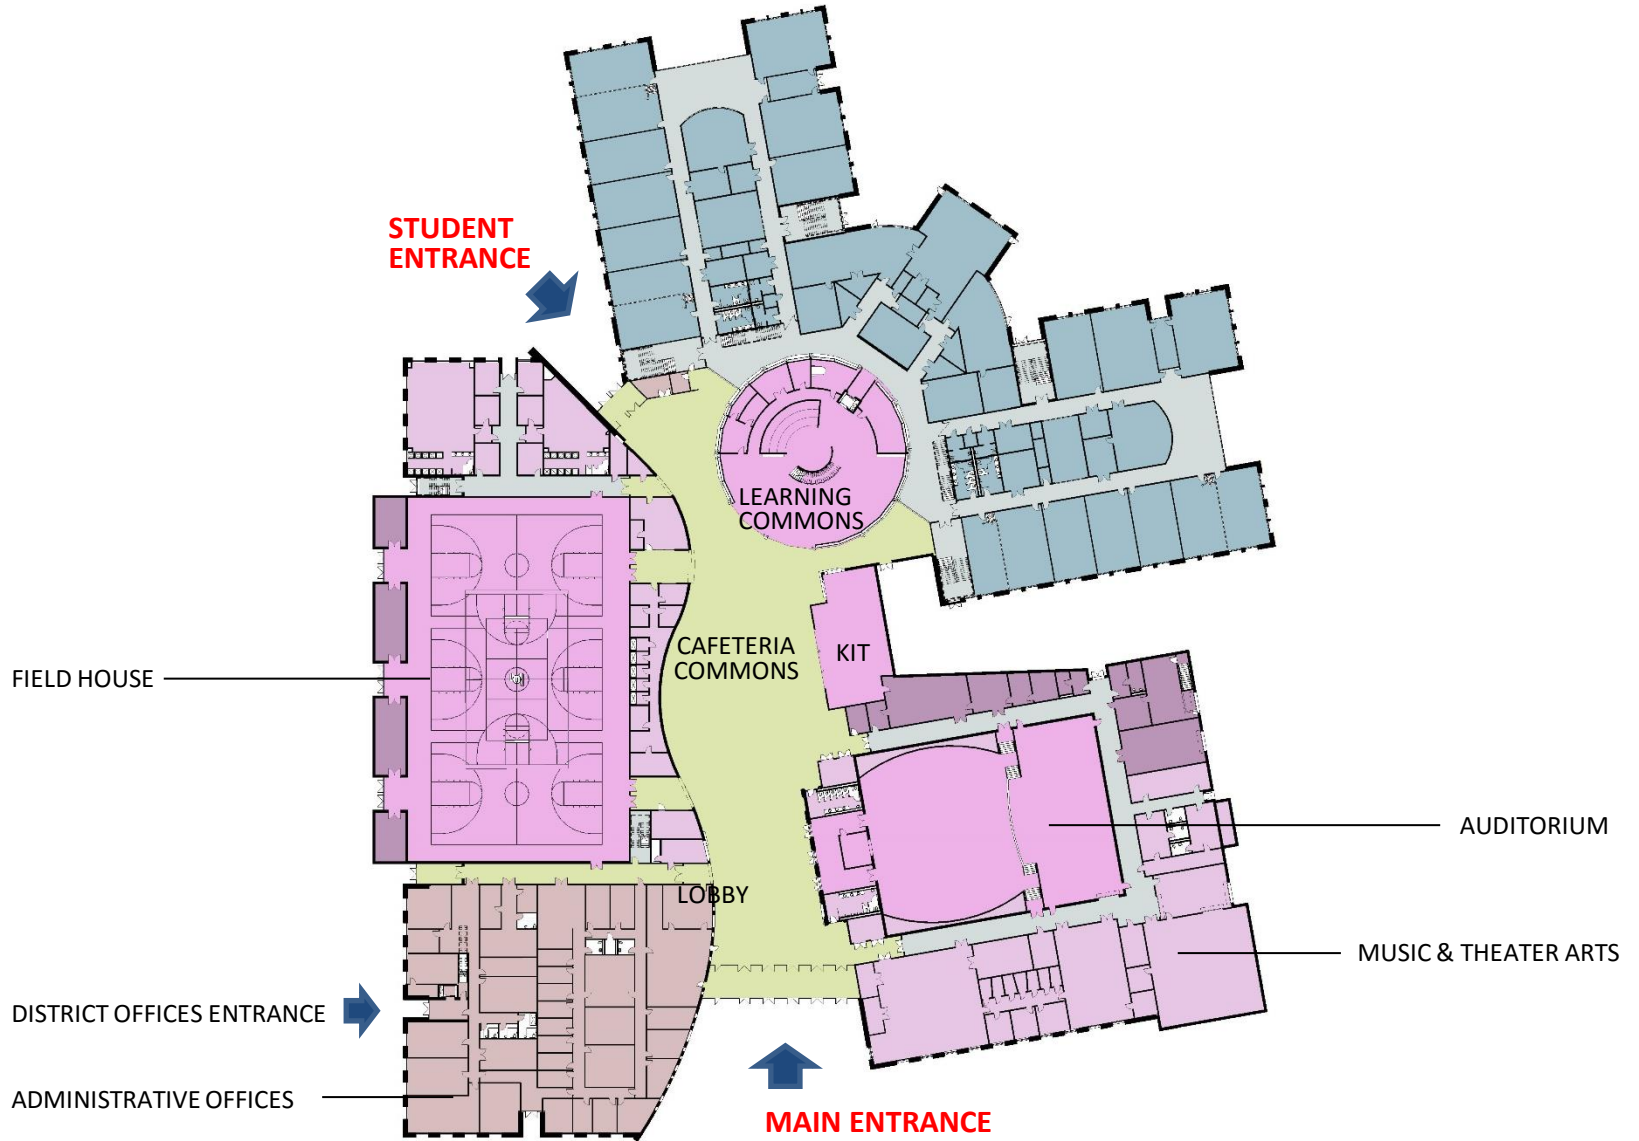 STUDENT
ENTRANCE
LEARNING
COMMONS
CAFETERIA
COMMONS
KIT
FIELD HOUSE
AUDITORIUM
LOBBY
MUSIC & THEATER ARTS
DISTRICT OFFICES ENTRANCE
ADMINISTRATIVE OFFICES
MAIN ENTRANCE